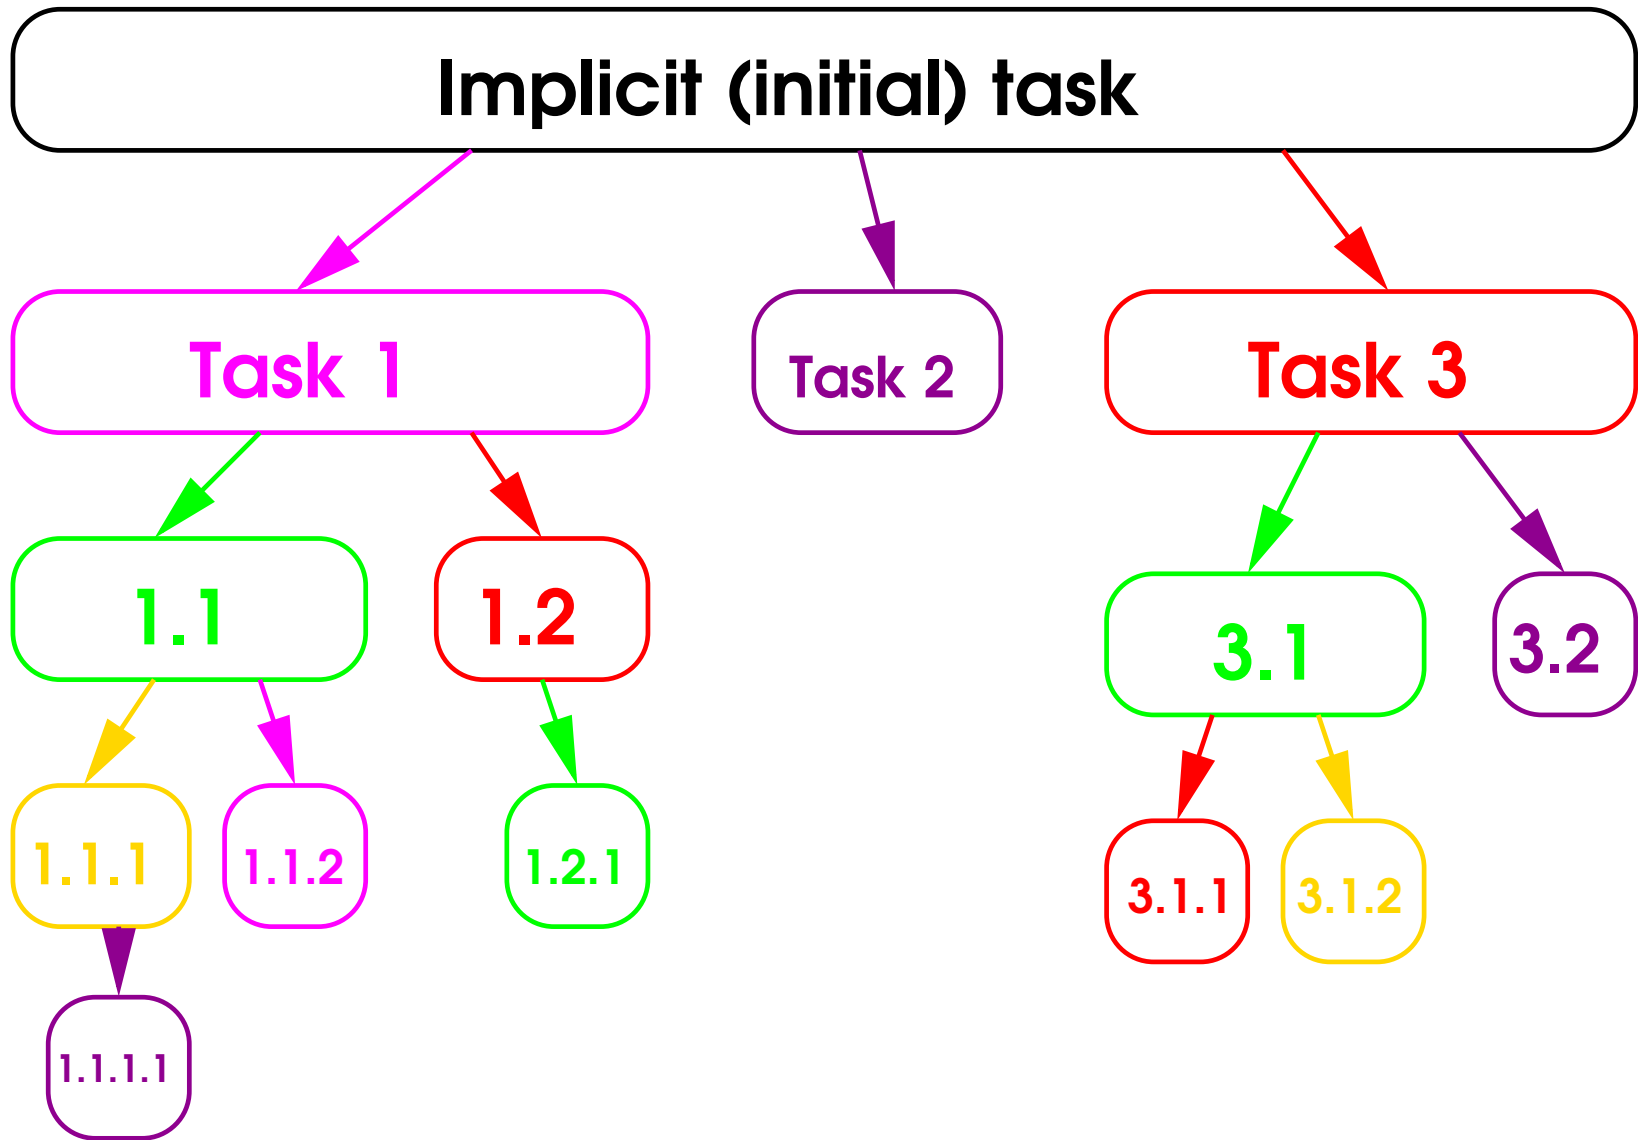 Implicit (initial) task
Task 1
Task 2
Task 3
1.1
1.2
3.1
3.2
1.1.1
1.1.2
1.2.1
3.1.1
3.1.2
1.1.1.1